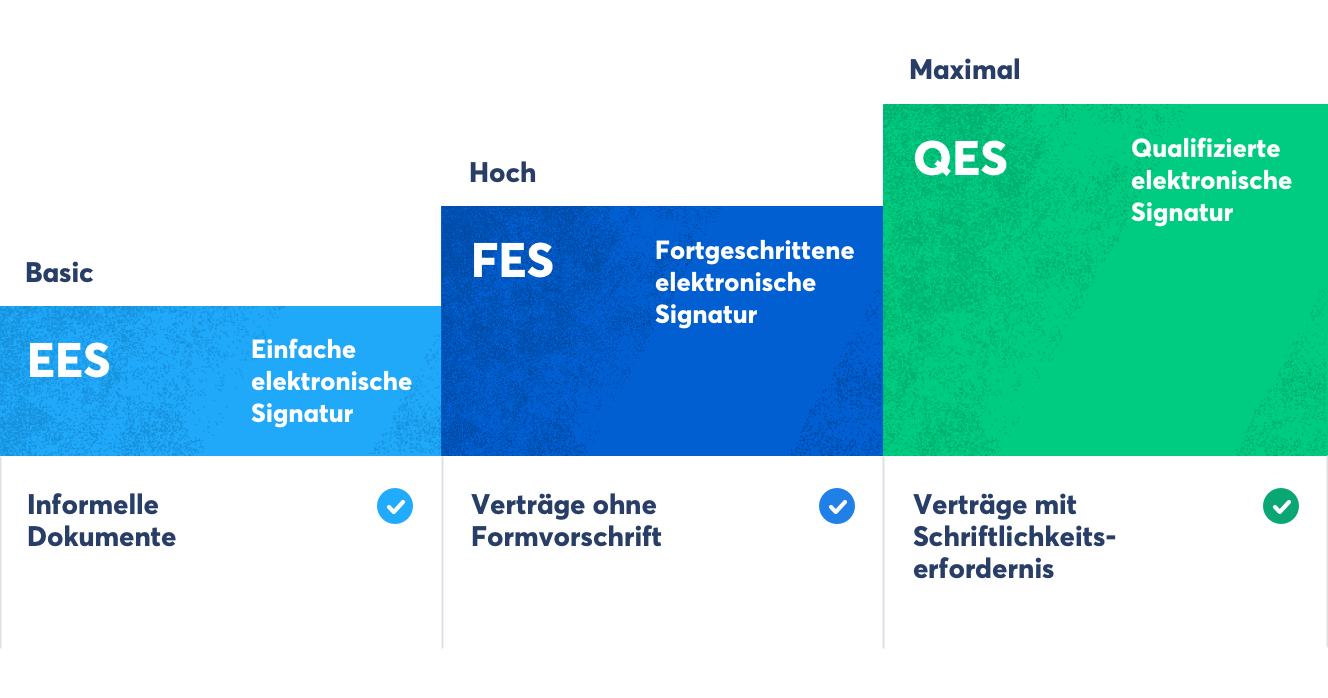 Basic
EES
Einfache
elektronische
Signatur
Informelle
Dokumente
Hoch
FES
Fortgeschrittene
elektronische
Signatur
Verträge ohne
Formvorschrift
Maximal
QES
Qualifizierte
elektronische
Signatur
Verträge mit
Schriftlichkeits-
erfordernis